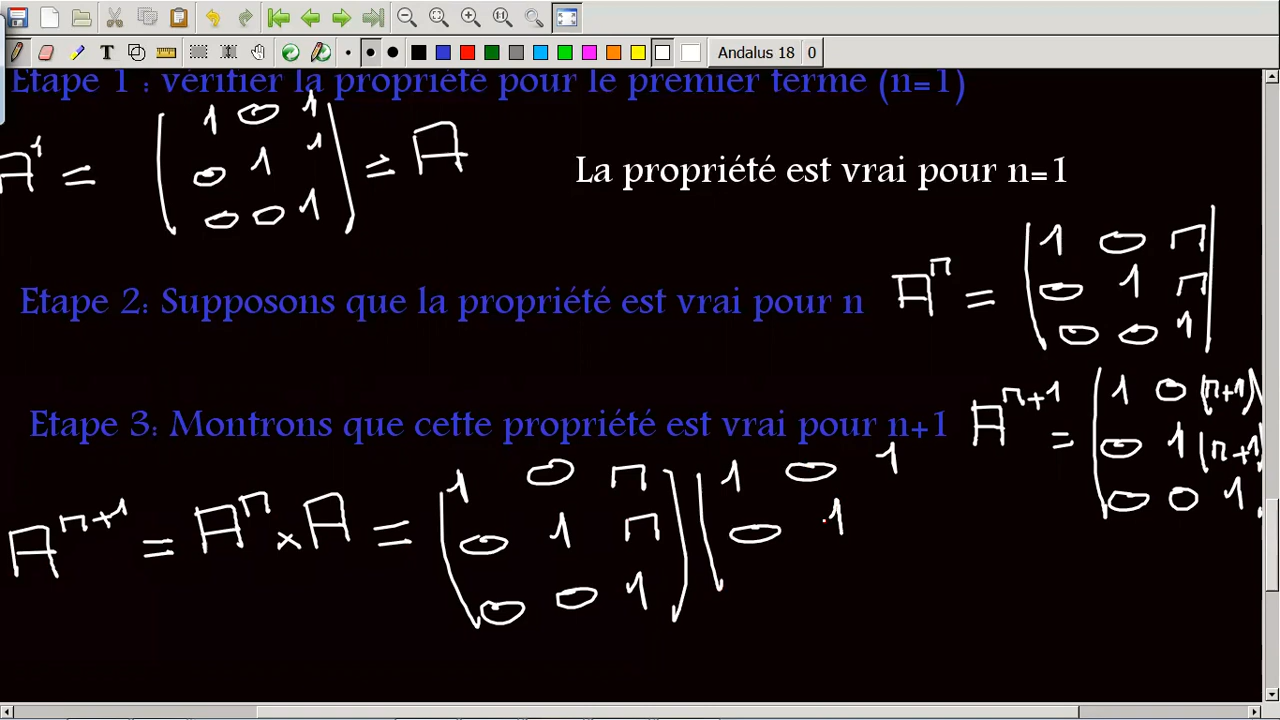 Andalus 18 0
Etape 1 : vérifier la propriété pour le premier terme (n=1)
A¹ = ( 1 0 1 = A
0 1 1
0 0 1 )
La propriété est vrai pour n=1
Etape 2: Supposons que la propriété est vrai pour n
Aⁿ = ( 1 0 n
0 1 n
0 0 1 )
Etape 3: Montrons que cette propriété est vrai pour n+1
Aⁿ⁺¹ = ( 1 0 (n+1)
0 1 (n+1
0 0 1
Aⁿ⁺¹ = Aⁿ × A = ( 1 0 n ) ( 1 0 1
0 1 n 0 1
0 0 1